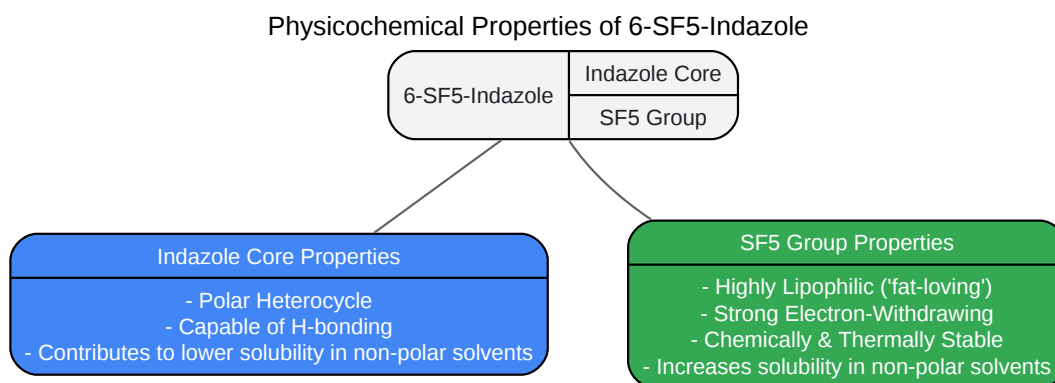 Physicochemical Properties of 6-SF5-Indazole
6-SF5-Indazole
Indazole Core
SF5 Group
Indazole Core Properties
- Polar Heterocycle
- Capable of H-bonding
- Contributes to lower solubility in non-polar solvents
SF5 Group Properties
- Highly Lipophilic ('fat-loving')
- Strong Electron-Withdrawing
- Chemically & Thermally Stable
- Increases solubility in non-polar solvents